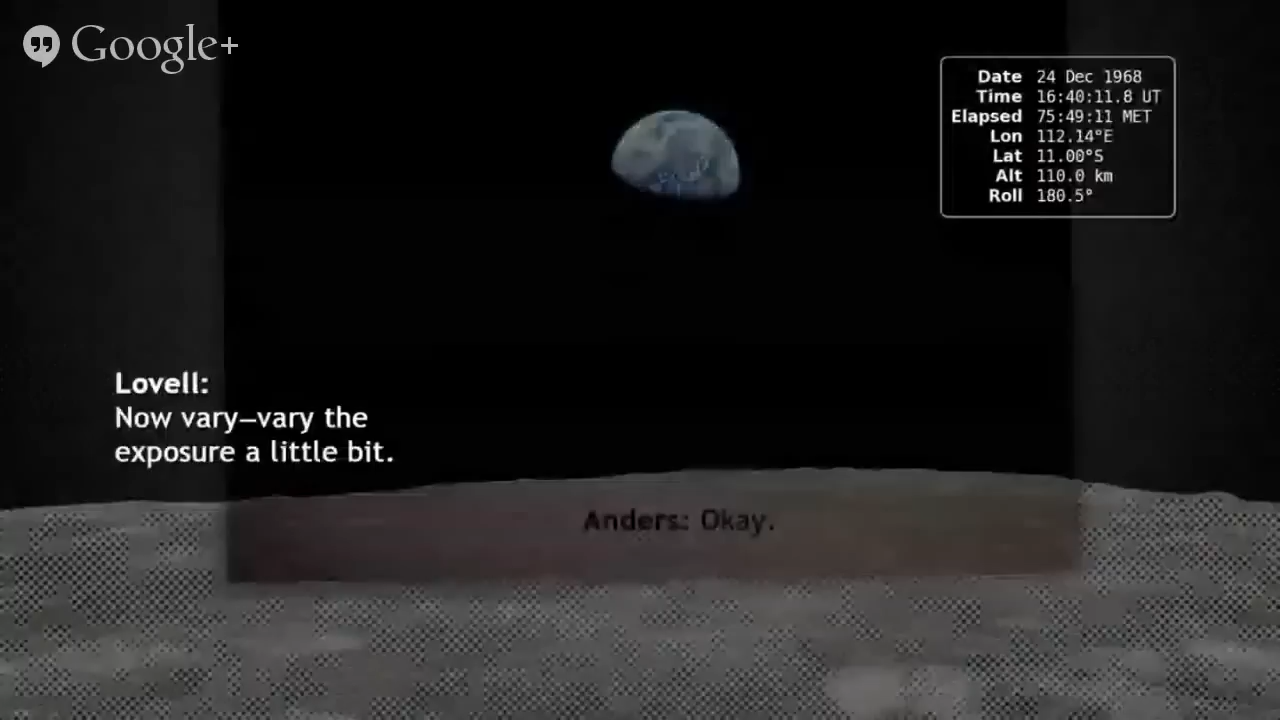 Google+
Date 24 Dec 1968
Time 16:40:11.8 UT
Elapsed 75:49:11 MET
Lon 112.14°E
Lat 11.00°S
Alt 110.0 km
Roll 180.5°
Lovell:
Now vary—vary the
exposure a little bit.
Anders: Okay.